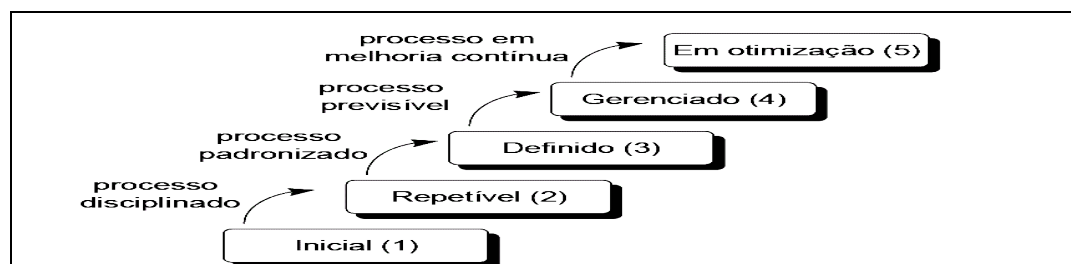 processo em
melhoria contínua
Em otimização (5)
processo
previsível
Gerenciado (4)
processo
padronizado
Definido (3)
processo
disciplinado
Repetível (2)
Inicial (1)